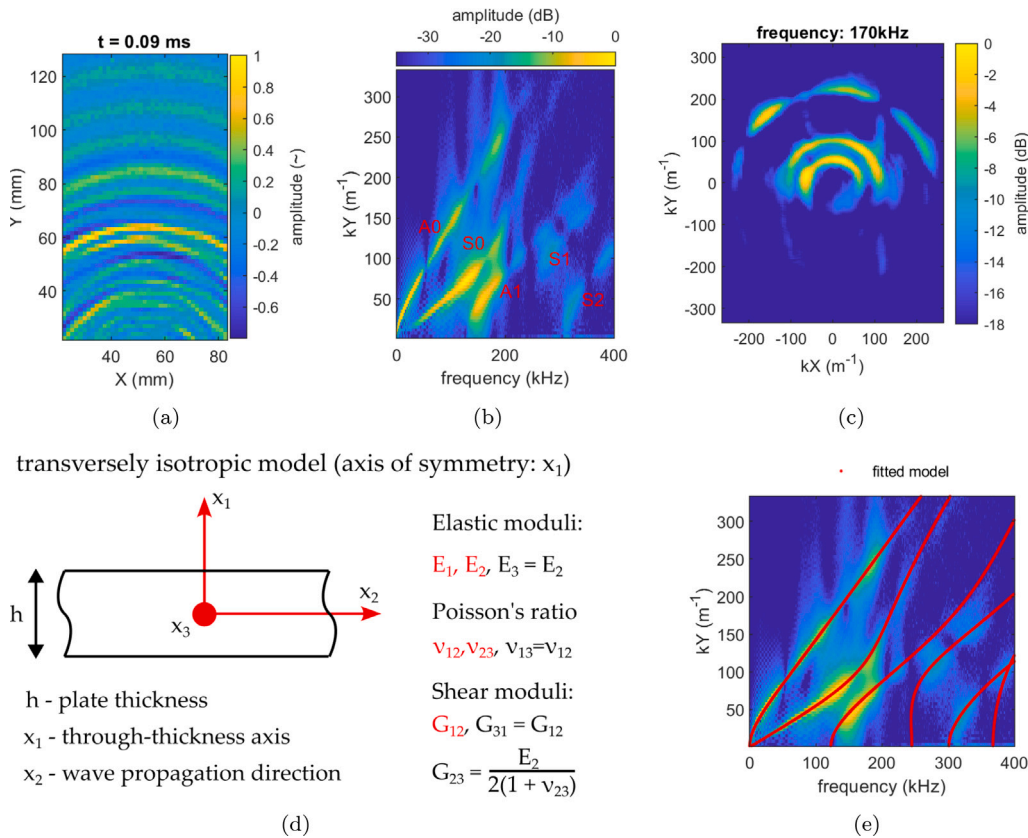 t = 0.09 ms
120
100
80
60
40
Y (mm)
40 60 80
X (mm)
1
0.8
0.6
0.4
0.2
0
-0.2
-0.4
-0.6
amplitude (~)
(a)
amplitude (dB)
-30 -20 -10 0
300
250
200
150
100
50
kY (m⁻¹)
A0
S0
A1
S1
S2
0 200 400
frequency (kHz)
(b)
frequency: 170kHz
300
200
100
0
-100
-200
-300
kY (m⁻¹)
-200 -100 0 100 200
kX (m⁻¹)
0
-2
-4
-6
-8
-10
-12
-14
-16
-18
amplitude (dB)
(c)
transversely isotropic model (axis of symmetry: x₁)
x₁
x₂
x₃
h
h - plate thickness
x₁ - through-thickness axis
x₂ - wave propagation direction
Elastic moduli:
E₁, E₂, E₃ = E₂
Poisson's ratio
ν₁₂,ν₂₃, ν₁₃=ν₁₂
Shear moduli:
G₁₂, G₃₁ = G₁₂
G₂₃ = E₂ / 2(1 + ν₂₃)
(d)
fitted model
300
250
200
150
100
50
kY (m⁻¹)
0 100 200 300 400
frequency (kHz)
(e)